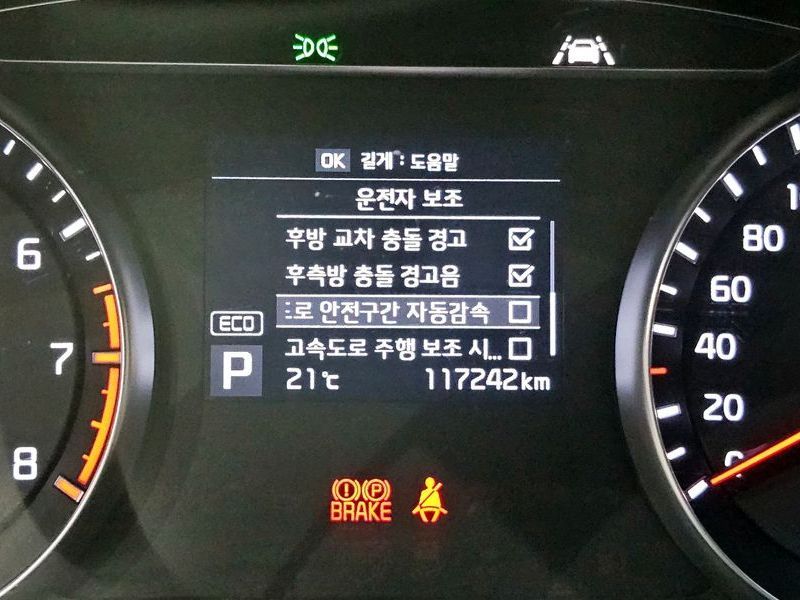 OK 길게 : 도움말
운전자 보조
후방 교차 충돌 경고
후측방 충돌 경고음
로 안전구간 자동감속
고속도로 주행 보조 시...
ECO
P
21℃ 117242km
6
7
8
80
60
40
20
0
BRAKE